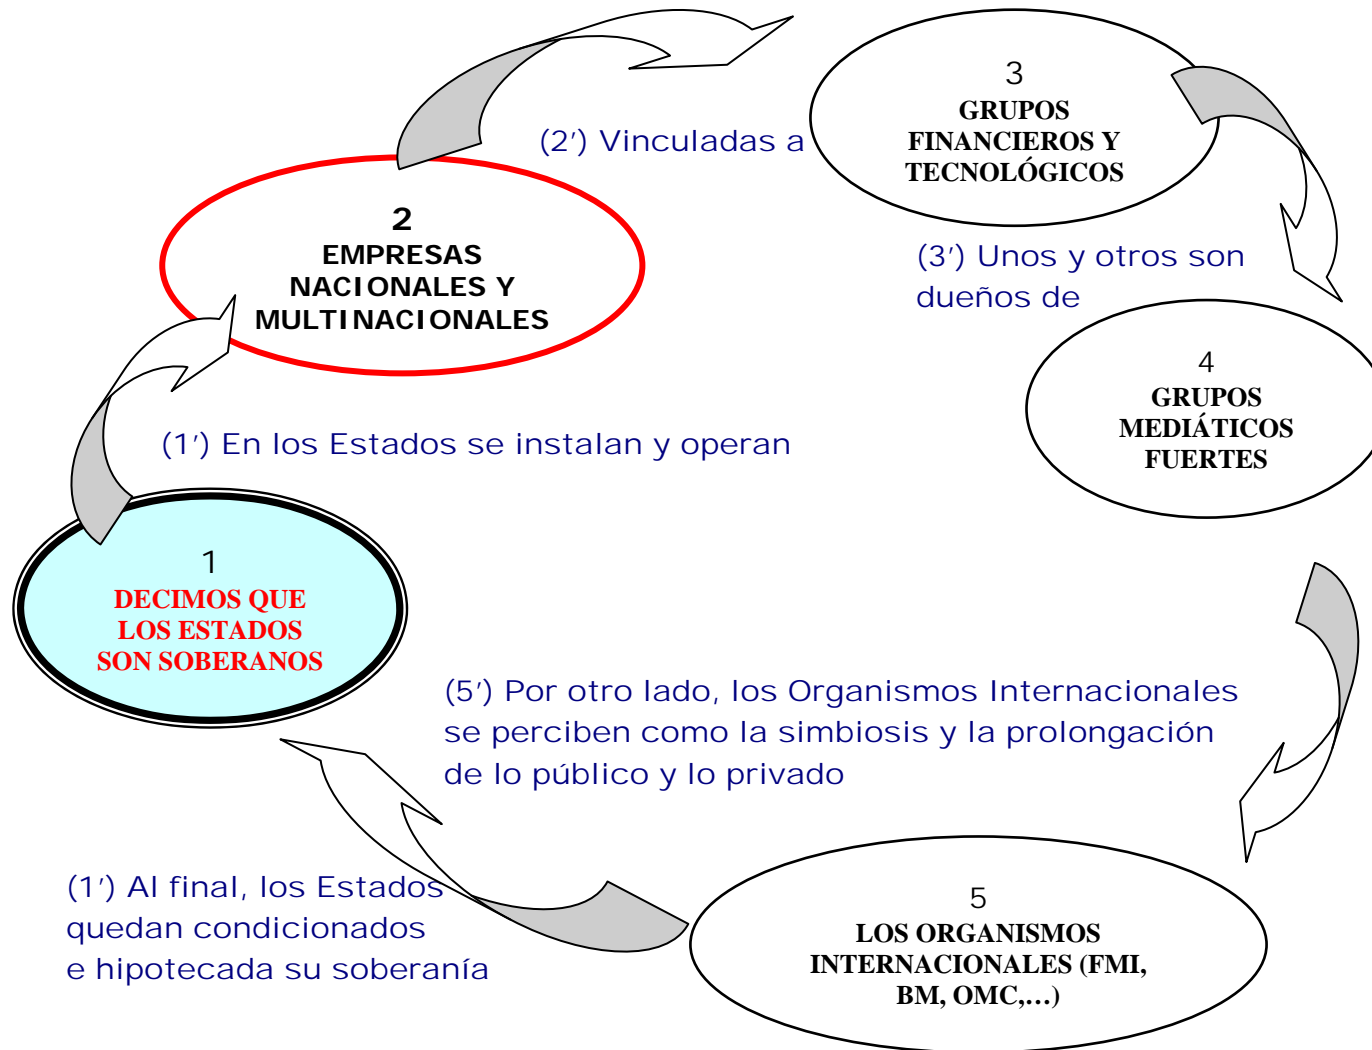 3
GRUPOS
FINANCIEROS Y
TECNOLÓGICOS
(2') Vinculadas a
2
EMPRESAS
NACIONALES Y
MULTINACIONALES
(3') Unos y otros son
dueños de
4
GRUPOS
MEDIÁTICOS
FUERTES
(1') En los Estados se instalan y operan
1
DECIMOS QUE
LOS ESTADOS
SON SOBERANOS
(5') Por otro lado, los Organismos Internacionales
se perciben como la simbiosis y la prolongación
de lo público y lo privado
(1') Al final, los Estados
quedan condicionados
e hipotecada su soberanía
5
LOS ORGANISMOS
INTERNACIONALES (FMI,
BM, OMC,...)